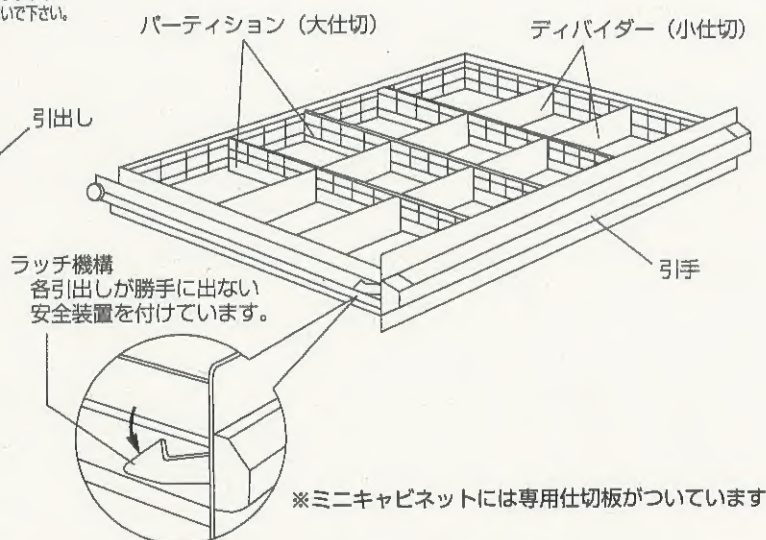 いで下さい。
パーティション（大仕切）
ディバイダー（小仕切）
引出し
引手
ラッチ機構
各引出しが勝手に出ない
安全装置を付けています。
※ミニキャビネットには専用仕切板がついています